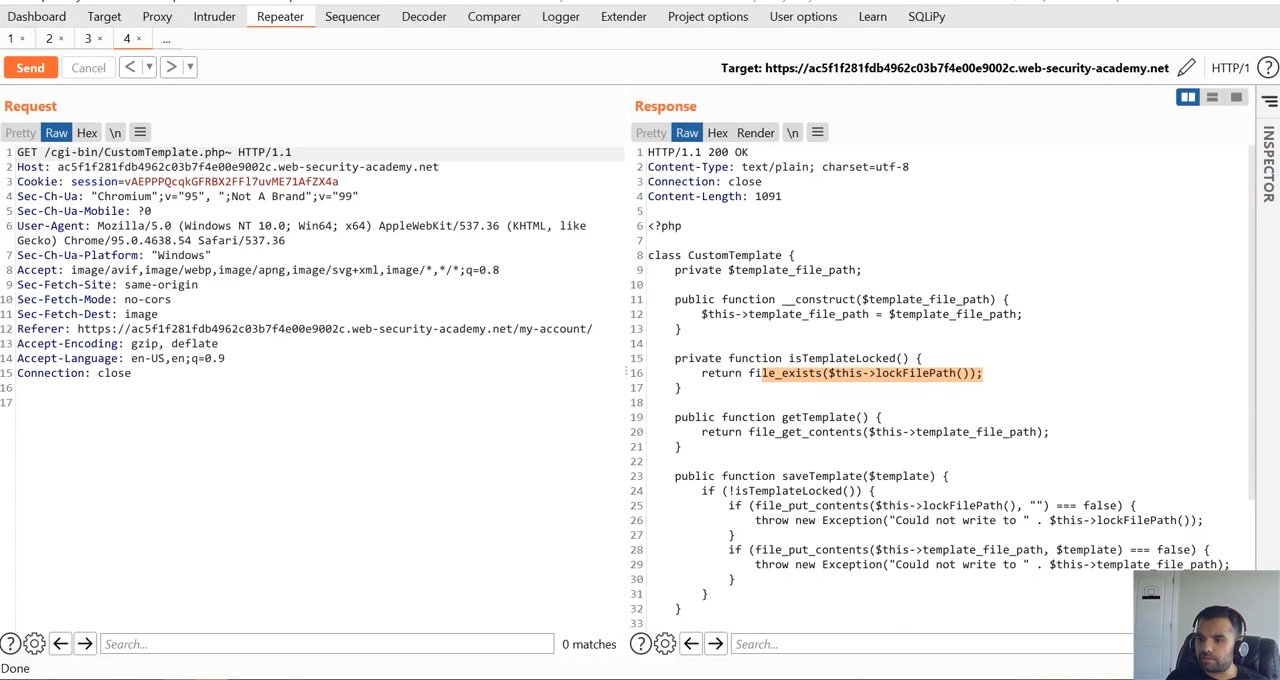 Dashboard Target Proxy Intruder Repeater Sequencer Decoder Comparer Logger Extender Project options User options Learn SQLiPy
1 × 2 × 3 × 4 × ...
Send Cancel < > Target: https://ac5f1f281fdb4962c03b7f4e00e9002c.web-security-academy.net HTTP/1 ?
Request
Pretty Raw Hex \n
1 GET /cgi-bin/CustomTemplate.php~ HTTP/1.1
2 Host: ac5f1f281fdb4962c03b7f4e00e9002c.web-security-academy.net
3 Cookie: session=vAEPPPQcqkGFRBX2FFl7uvME71AfZX4a
4 Sec-Ch-Ua: "Chromium";v="95", ";Not A Brand";v="99"
5 Sec-Ch-Ua-Mobile: ?0
6 User-Agent: Mozilla/5.0 (Windows NT 10.0; Win64; x64) AppleWebKit/537.36 (KHTML, like
Gecko) Chrome/95.0.4638.54 Safari/537.36
7 Sec-Ch-Ua-Platform: "Windows"
8 Accept: image/avif,image/webp,image/apng,image/svg+xml,image/*,*/*;q=0.8
9 Sec-Fetch-Site: same-origin
10 Sec-Fetch-Mode: no-cors
11 Sec-Fetch-Dest: image
12 Referer: https://ac5f1f281fdb4962c03b7f4e00e9002c.web-security-academy.net/my-account/
13 Accept-Encoding: gzip, deflate
14 Accept-Language: en-US,en;q=0.9
15 Connection: close
16
17
? Search... 0 matches
Response
Pretty Raw Hex Render \n
1 HTTP/1.1 200 OK
2 Content-Type: text/plain; charset=utf-8
3 Connection: close
4 Content-Length: 1091
5
6 <?php
7
8 class CustomTemplate {
9 private $template_file_path;
10
11 public function __construct($template_file_path) {
12 $this->template_file_path = $template_file_path;
13 }
14
15 private function isTemplateLocked() {
16 return file_exists($this->lockFilePath());
17 }
18
19 public function getTemplate() {
20 return file_get_contents($this->template_file_path);
21 }
22
23 public function saveTemplate($template) {
24 if (!isTemplateLocked()) {
25 if (file_put_contents($this->lockFilePath(), "") === false) {
26 throw new Exception("Could not write to " . $this->lockFilePath());
27 }
28 if (file_put_contents($this->template_file_path, $template) === false) {
29 throw new Exception("Could not write to " . $this->template_file_path);
30 }
31 }
32 }
33
? Search...
INSPECTOR
Done